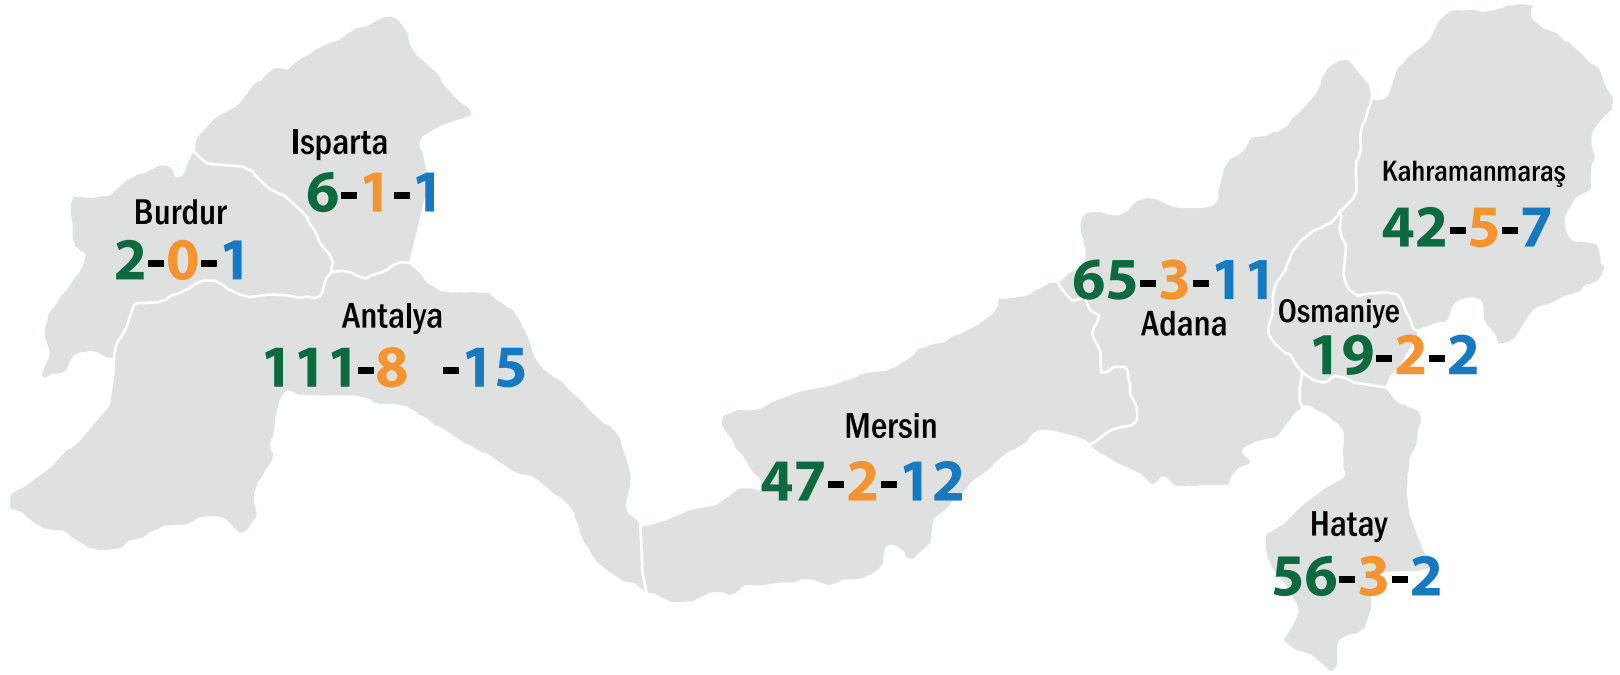 Isparta
6-1-1
Burdur
2-0-1
Antalya
111-8 -15
Mersin
47-2-12
65-3-11
Adana
Kahramanmaraş
42-5-7
Osmaniye
19-2-2
Hatay
56-3-2